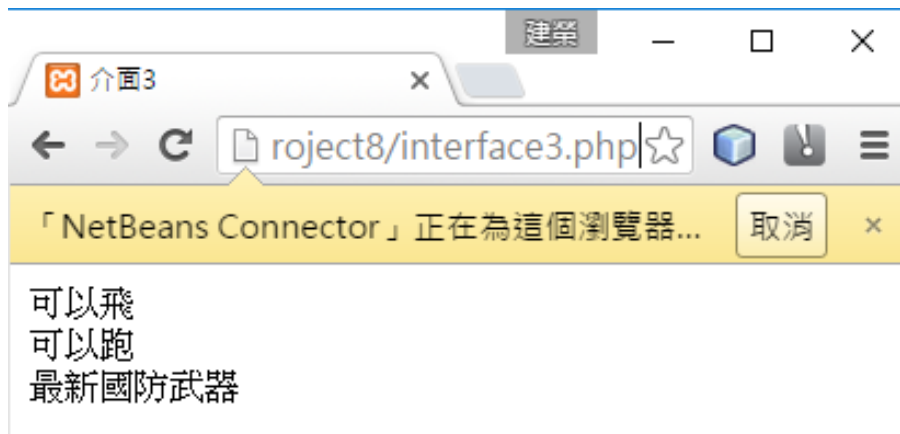 建榮
介面3
roject8/interface3.php
「NetBeans Connector」正在為這個瀏覽器...
取消
可以飛
可以跑
最新國防武器